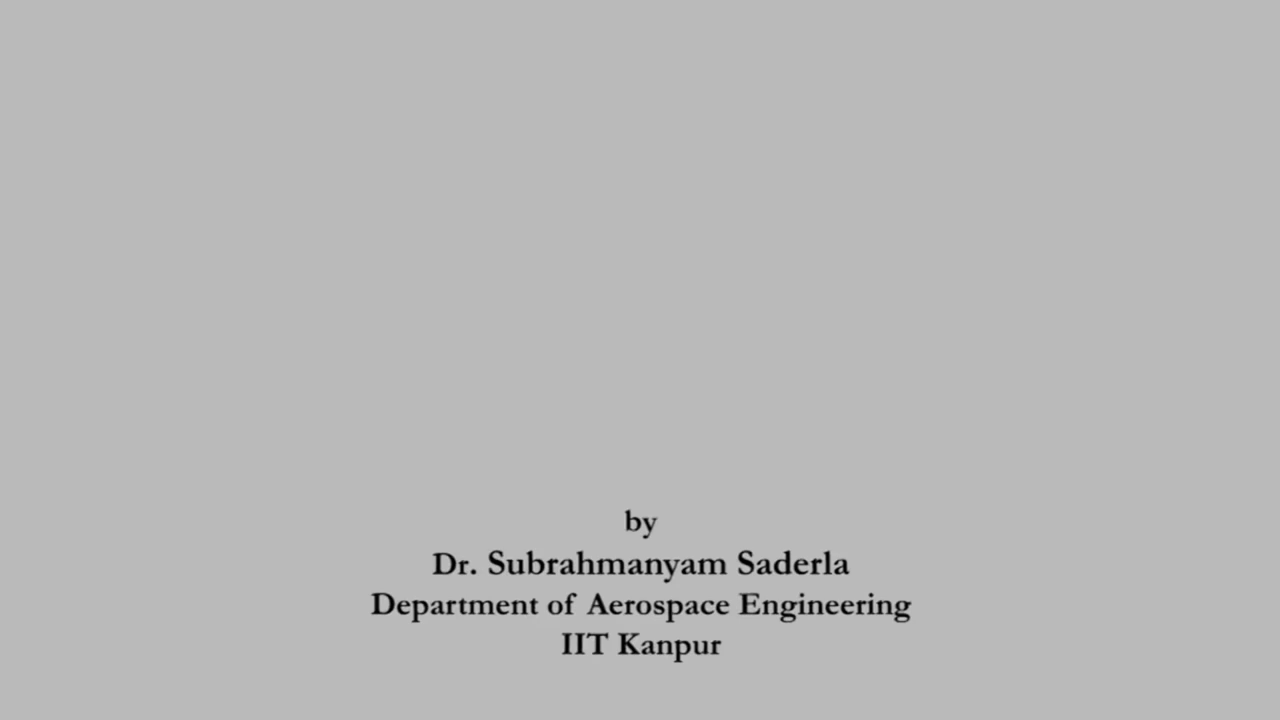 by
Dr. Subrahmanyam Saderla
Department of Aerospace Engineering
IIT Kanpur